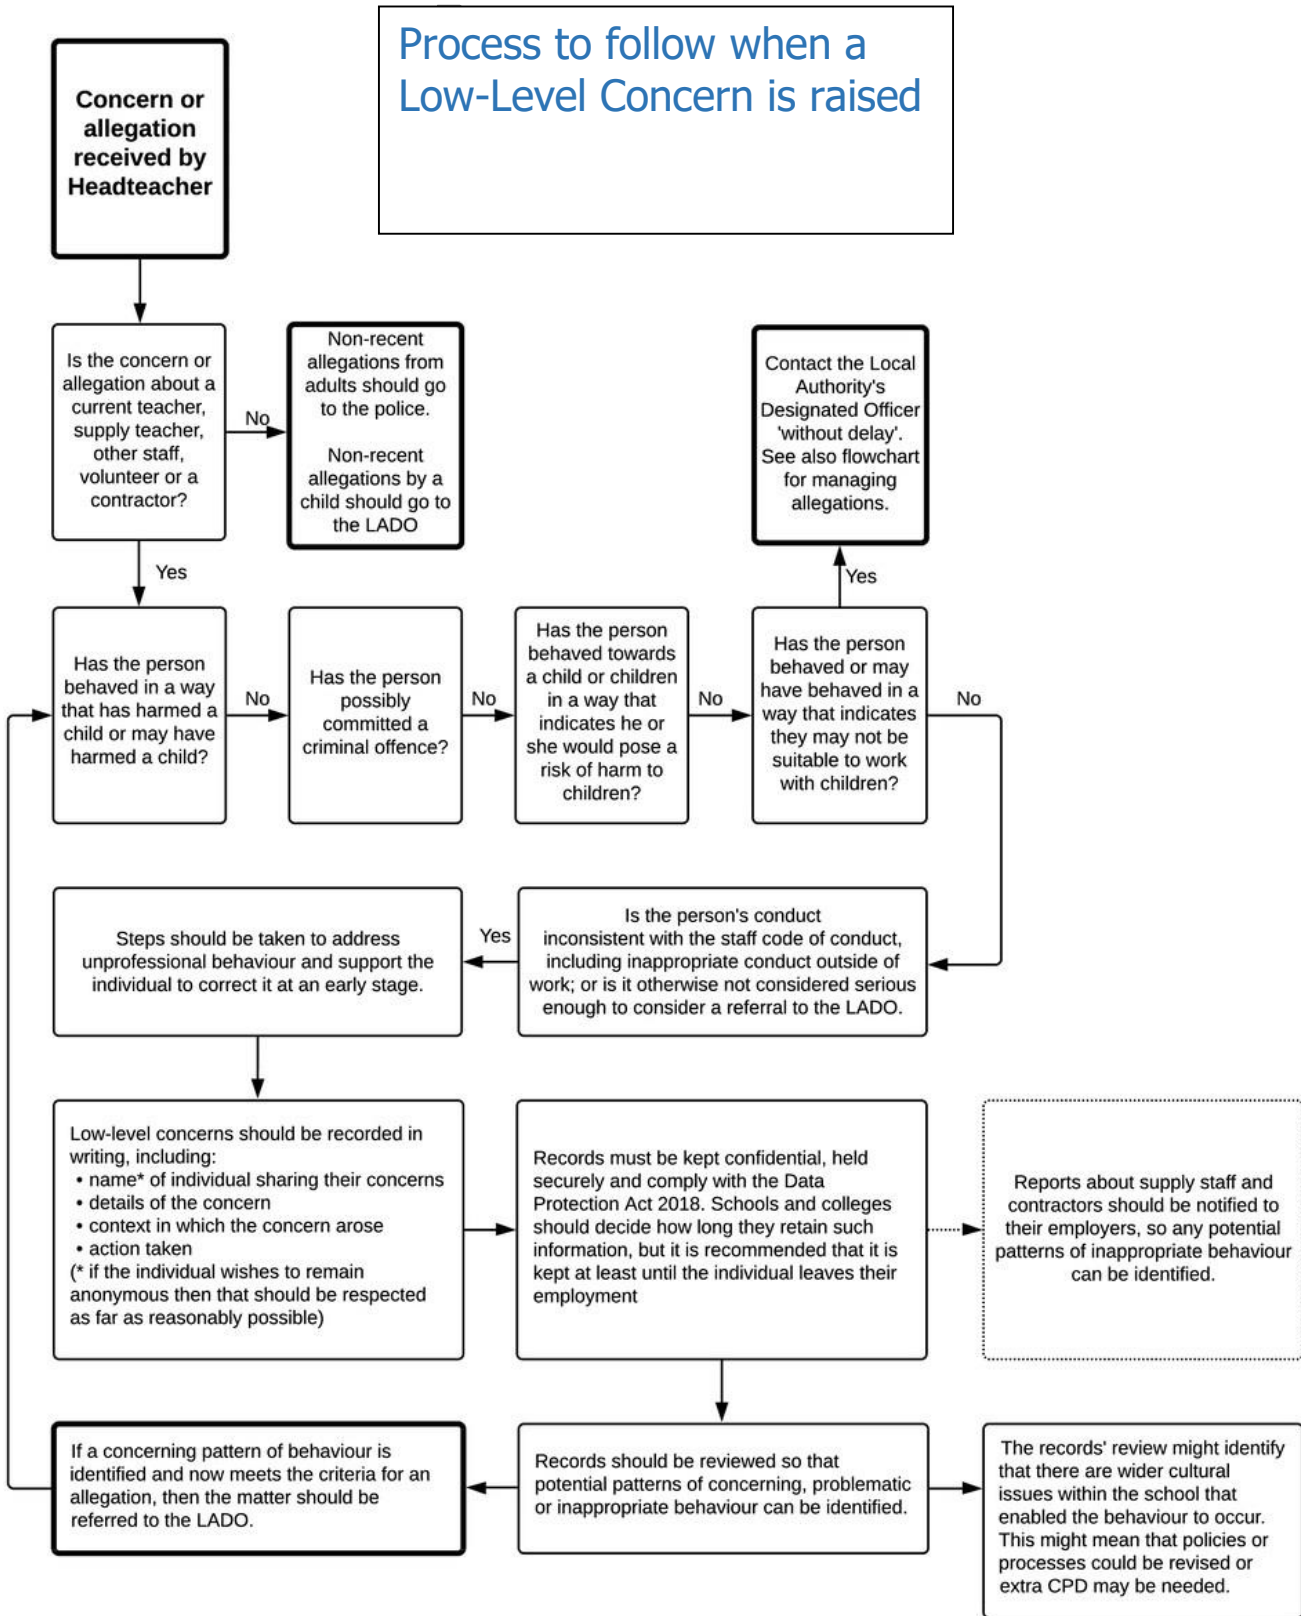 Process to follow when a
Low-Level Concern is raised
Concern or
allegation
received by
Headteacher
Is the concern or
allegation about a
current teacher,
supply teacher,
other staff,
volunteer or a
contractor?
No
Non-recent
allegations from
adults should go
to the police.
Non-recent
allegations by a
child should go to
the LADO
Contact the Local
Authority's
Designated Officer
'without delay'.
See also flowchart
for managing
allegations.
Yes
Yes
Has the person
behaved in a way
that has harmed a
child or may have
harmed a child?
No
Has the person
possibly
committed a
criminal offence?
No
Has the person
behaved towards
a child or children
in a way that
indicates he or
she would pose a
risk of harm to
children?
No
Has the person
behaved or may
have behaved in a
way that indicates
they may not be
suitable to work
with children?
No
Steps should be taken to address
unprofessional behaviour and support the
individual to correct it at an early stage.
Yes
Is the person's conduct
inconsistent with the staff code of conduct,
including inappropriate conduct outside of
work; or is it otherwise not considered serious
enough to consider a referral to the LADO.
Low-level concerns should be recorded in
writing, including:
• name* of individual sharing their concerns
• details of the concern
• context in which the concern arose
• action taken
(* if the individual wishes to remain
anonymous then that should be respected
as far as reasonably possible)
Records must be kept confidential, held
securely and comply with the Data
Protection Act 2018. Schools and colleges
should decide how long they retain such
information, but it is recommended that it is
kept at least until the individual leaves their
employment
Reports about supply staff and
contractors should be notified to
their employers, so any potential
patterns of inappropriate behaviour
can be identified.
If a concerning pattern of behaviour is
identified and now meets the criteria for an
allegation, then the matter should be
referred to the LADO.
Records should be reviewed so that
potential patterns of concerning, problematic
or inappropriate behaviour can be identified.
The records' review might identify
that there are wider cultural
issues within the school that
enabled the behaviour to occur.
This might mean that policies or
processes could be revised or
extra CPD may be needed.